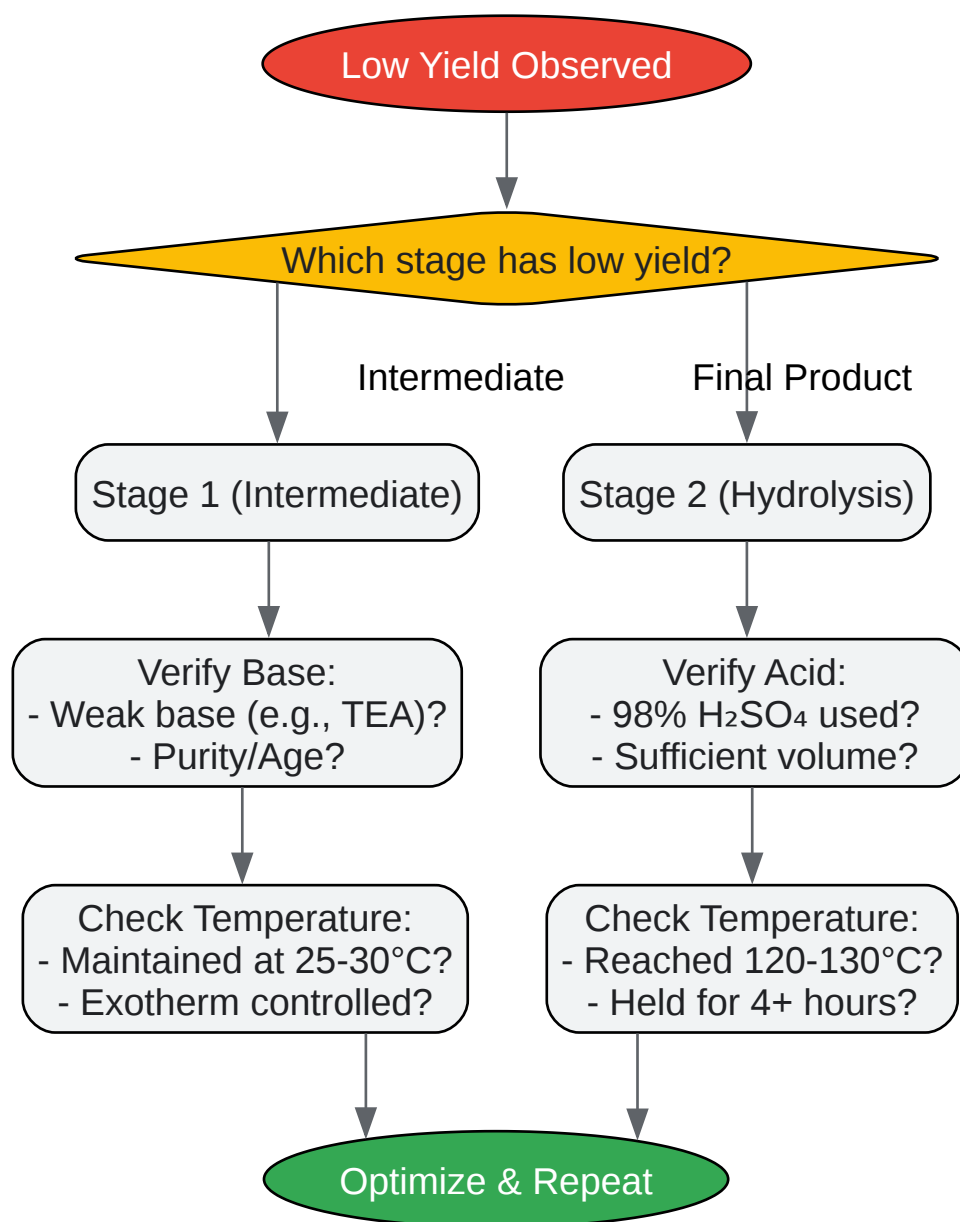 Low Yield Observed
Which stage has low yield?
Intermediate
Final Product
Stage 1 (Intermediate)
Stage 2 (Hydrolysis)
Verify Base:
- Weak base (e.g., TEA)?
- Purity/Age?
Verify Acid:
- 98% H₂SO₄ used?
- Sufficient volume?
Check Temperature:
- Maintained at 25-30°C?
- Exotherm controlled?
Check Temperature:
- Reached 120-130°C?
- Held for 4+ hours?
Optimize & Repeat